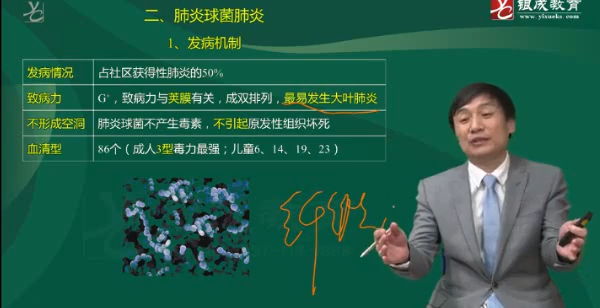 二、肺炎球菌肺炎
银成教育
www.yixueks.com
1、发病机制
发病情况 占社区获得性肺炎的50%
致病力 G+，致病力与荚膜有关，成双排列，最易发生大叶肺炎
不形成空洞 肺炎球菌不产生毒素，不引起原发性组织坏死
血清型 86个（成人3型毒力最强；儿童6、14、19、23）